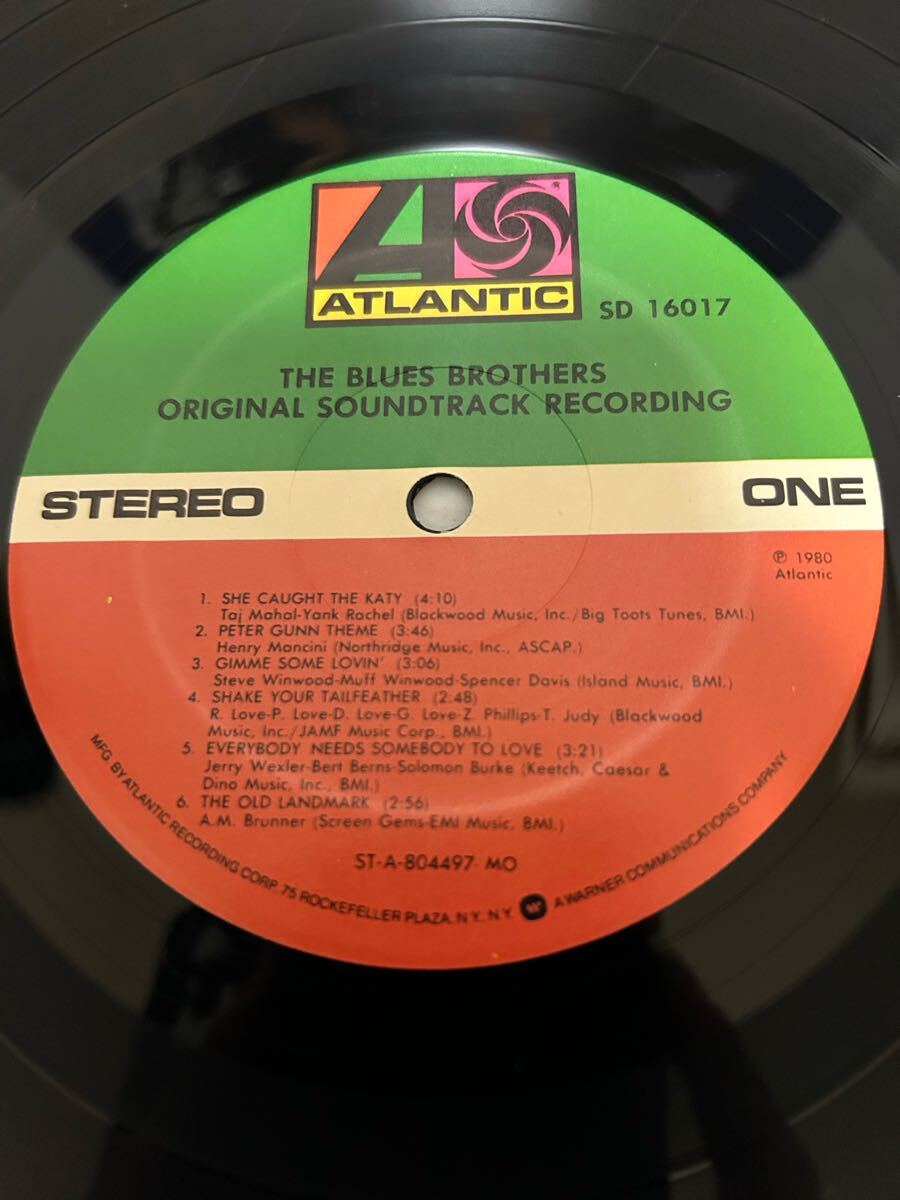 ATLANTIC
SD 16017
THE BLUES BROTHERS
ORIGINAL SOUNDTRACK RECORDING
STEREO
ONE
℗ 1980
Atlantic
1. SHE CAUGHT THE KATY (4:10)
Taj Mahal-Yank Rachel (Blackwood Music, Inc./Big Toots Tunes, BMI.)
2. PETER GUNN THEME (3:46)
Henry Mancini (Northridge Music, Inc., ASCAP.)
3. GIMME SOME LOVIN' (3:06)
Steve Winwood-Muff Winwood-Spencer Davis (Island Music, BMI.)
4. SHAKE YOUR TAILFEATHER (2:48)
R. Love-P. Love-D. Love-G. Love-Z. Phillips-T. Judy (Blackwood
Music, Inc./JAMF Music Corp., BMI.)
5. EVERYBODY NEEDS SOMEBODY TO LOVE (3:21)
Jerry Wexler-Bert Berns-Solomon Burke (Keetch, Caesar &
Dino Music, Inc., BMI.)
6. THE OLD LANDMARK (2:56)
A.M. Brunner (Screen Gems-EMI Music, BMI.)
ST-A-804497 MO
MFG. BY ATLANTIC RECORDING CORP. 75 ROCKEFELLER PLAZA, N.Y., N.Y. A WARNER COMMUNICATIONS COMPANY